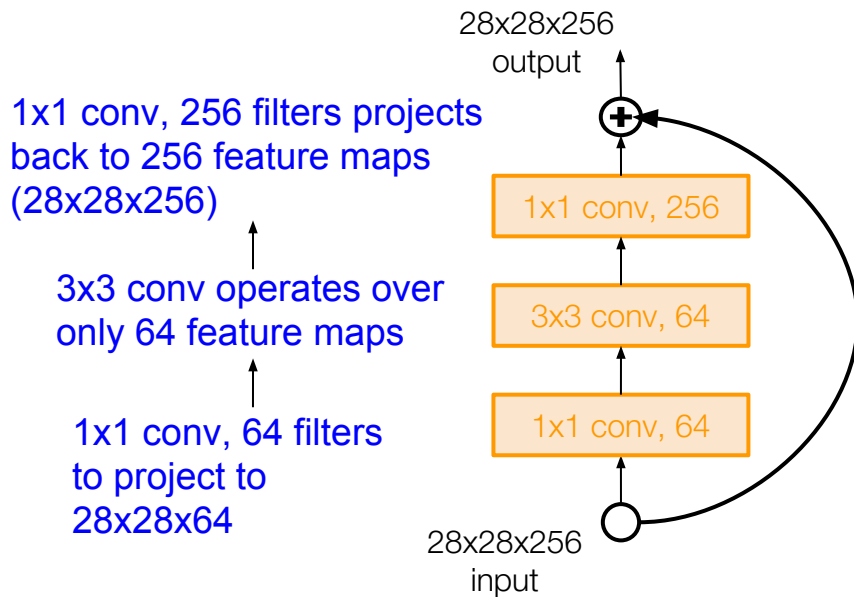 28x28x256
output
1x1 conv, 256 filters projects
back to 256 feature maps
(28x28x256)
3x3 conv operates over
only 64 feature maps
1x1 conv, 64 filters
to project to
28x28x64
1x1 conv, 256
3x3 conv, 64
1x1 conv, 64
28x28x256
input